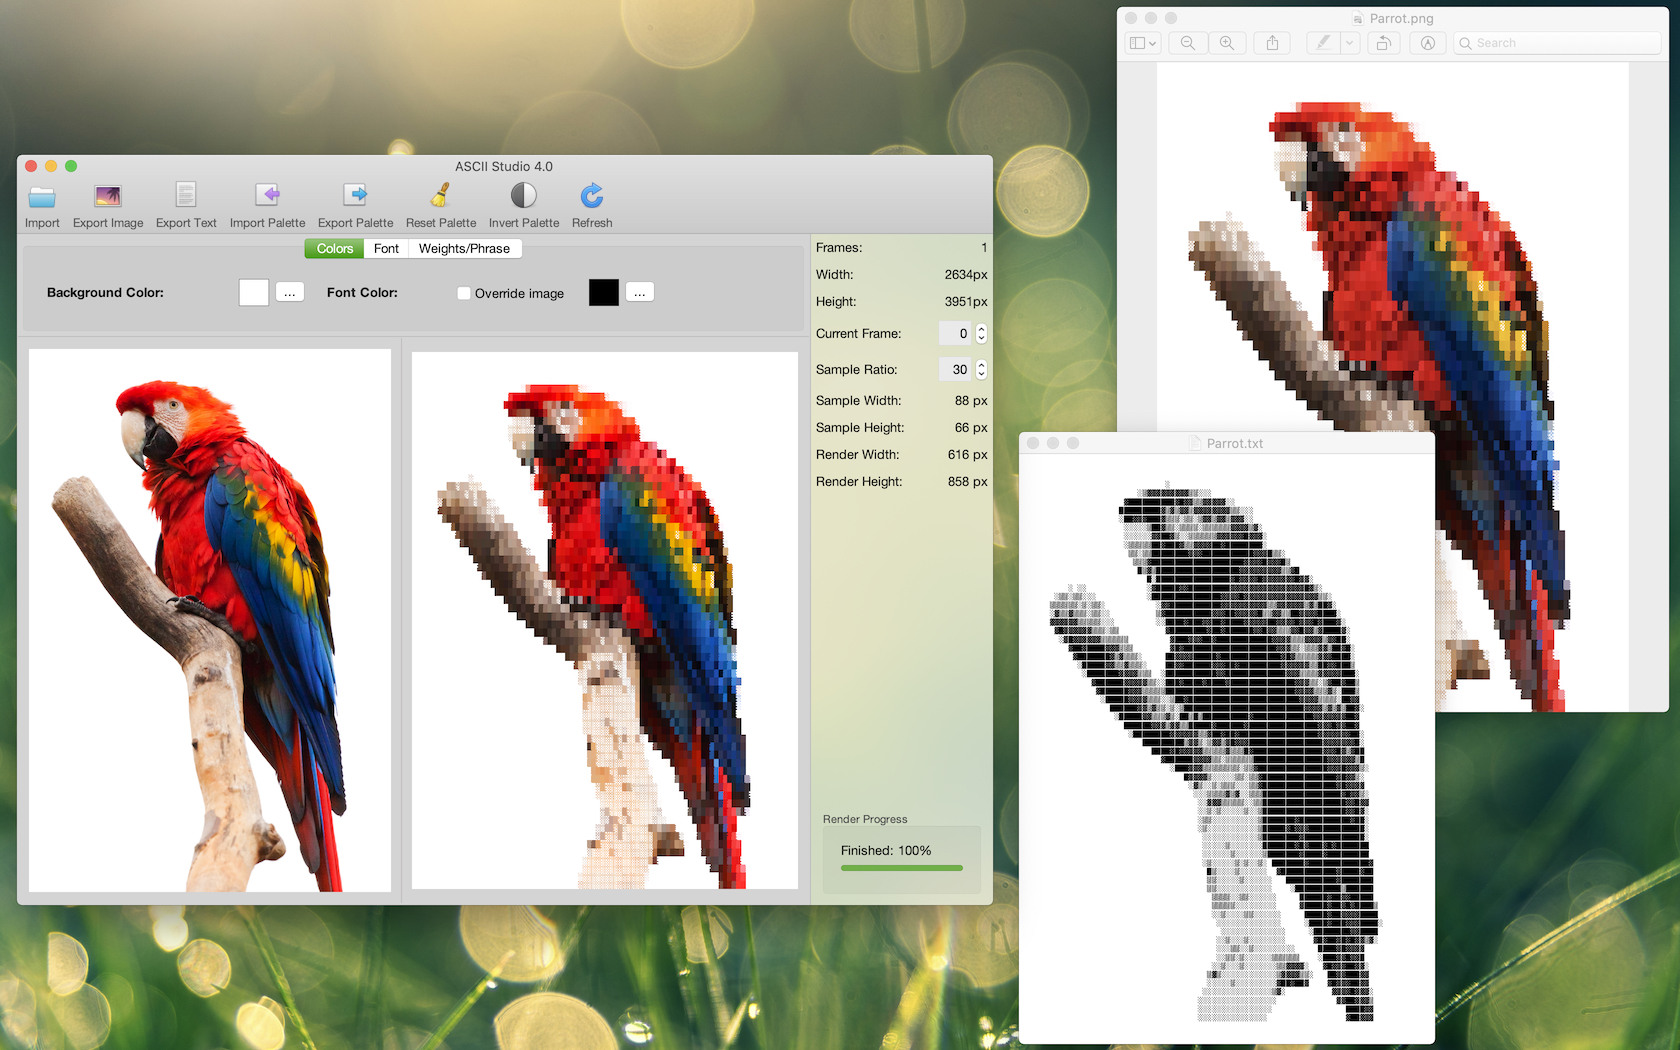 Parrot.png
Search
ASCII Studio 4.0
Import
Export Image
Export Text
Import Palette
Export Palette
Reset Palette
Invert Palette
Refresh
Colors
Font
Weights/Phrase
Background Color:
...
Font Color:
Override image
...
Frames: 1
Width: 2634px
Height: 3951px
Current Frame: 0
Sample Ratio: 30
Sample Width: 88 px
Sample Height: 66 px
Render Width: 616 px
Render Height: 858 px
Render Progress
Finished: 100%
Parrot.txt